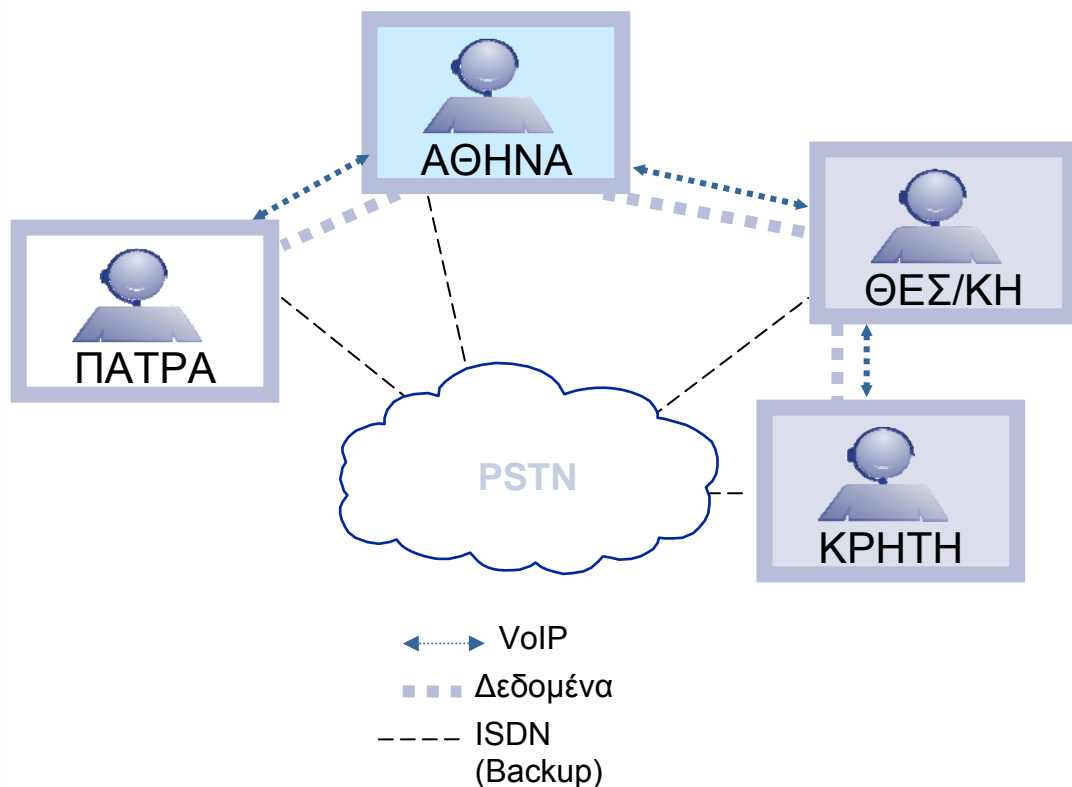 ΑΘΗΝΑ
ΘΕΣ/ΚΗ
ΠΑΤΡΑ
PSTN
ΚΡΗΤΗ
VoIP
Δεδομένα
ISDN
(Backup)